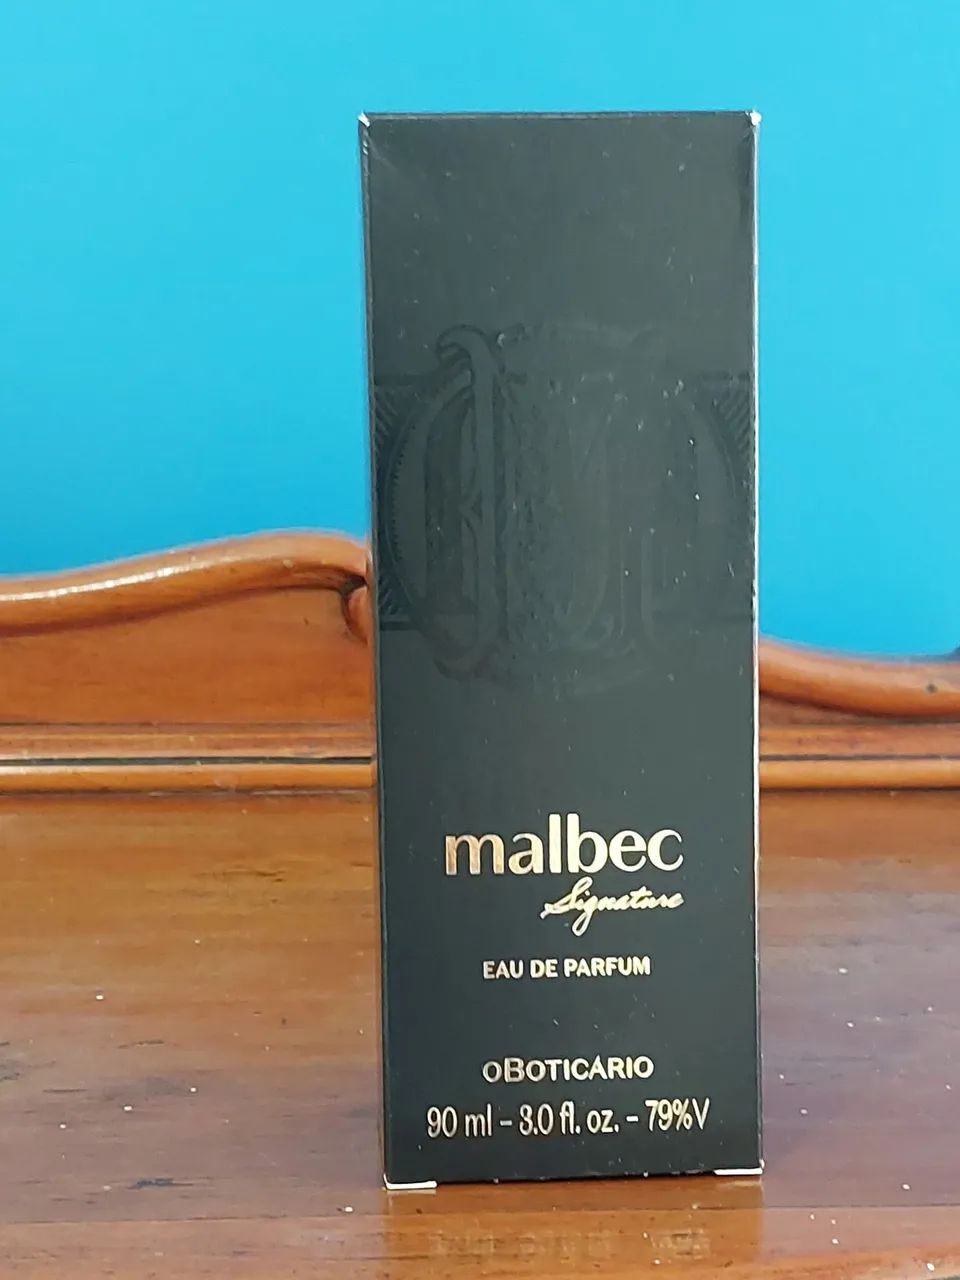 malbec
Signature
EAU DE PARFUM
oBOTICÁRIO
90 ml - 3.0 fl. oz. - 79%V